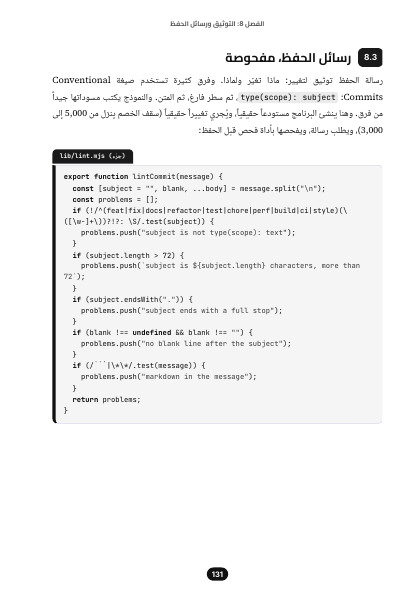 الفصل 8: التوثيق ورسائل الحفظ
8.3 رسائل الحفظ، مفحوصة
رسالة الحفظ توثيق لتغيير: ماذا تغيّر ولماذا. وفرق كثيرة تستخدم صيغة Conventional
Commits: type(scope): subject، ثم سطر فارغ، ثم المتن. والنموذج يكتب مسوداتها جيداً
من فرق. وهنا ينشئ البرنامج مستودعاً حقيقياً، ويُجري تغييراً حقيقياً (سقف الخصم ينزل من 5,000 إلى
3,000)، ويطلب رسالة، ويفحصها بأداة فحص قبل الحفظ:
lib/lint.mjs (جزء)
export function lintCommit(message) {
  const [subject = "", blank, ...body] = message.split("\n");
  const problems = [];
  if (!/^(feat|fix|docs|refactor|test|chore|perf|build|ci|style)(\
([\w-]+\))?!?: \S/.test(subject)) {
    problems.push("subject is not type(scope): text");
  }
  if (subject.length > 72) {
    problems.push(`subject is ${subject.length} characters, more than
72`);
  }
  if (subject.endsWith(".")) {
    problems.push("subject ends with a full stop");
  }
  if (blank !== undefined && blank !== "") {
    problems.push("no blank line after the subject");
  }
  if (/```|\*\*/.test(message)) {
    problems.push("markdown in the message");
  }
  return problems;
}
131